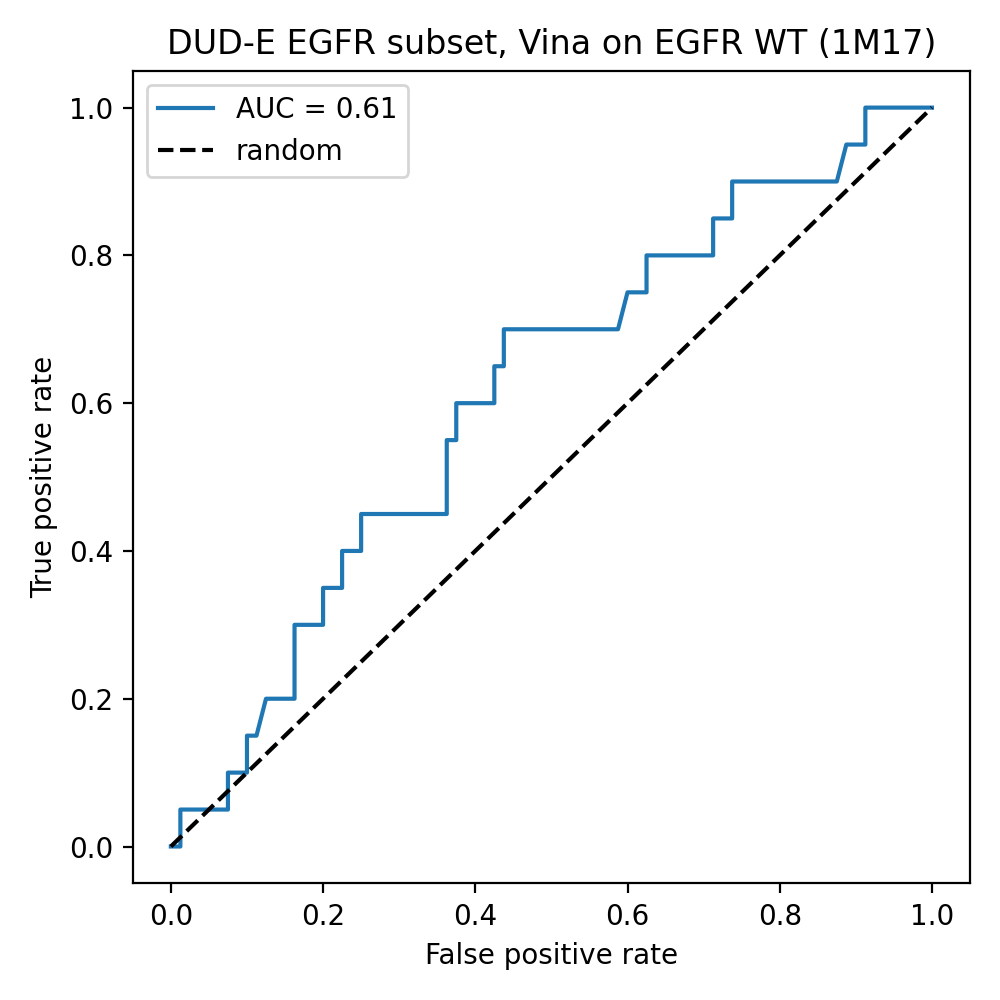 DUD-E EGFR subset, Vina on EGFR WT (1M17)
AUC = 0.61
random
1.0
0.8
0.6
0.4
0.2
0.0
True positive rate
0.0 0.2 0.4 0.6 0.8 1.0
False positive rate